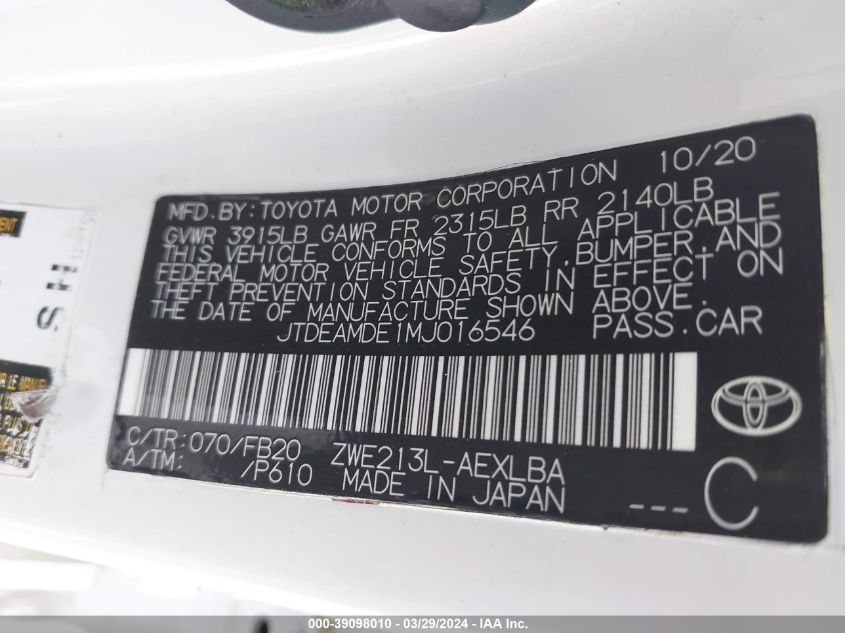 MFD. BY: TOYOTA MOTOR CORPORATION 10/20
GVWR 3915LB GAWR FR 2315LB RR 2140LB
THIS VEHICLE CONFORMS TO ALL APPLICABLE
FEDERAL MOTOR VEHICLE SAFETY, BUMPER, AND
THEFT PREVENTION STANDARDS IN EFFECT ON
THE DATE OF MANUFACTURE SHOWN ABOVE.
JTDEAMDE1MJ016546 PASS. CAR
C/TR: 070/FB20 ZWE213L-AEXLBA
A/TM: /P610 MADE IN JAPAN ---C
SH
000-39098010 - 03/29/2024 - IAA, Inc.